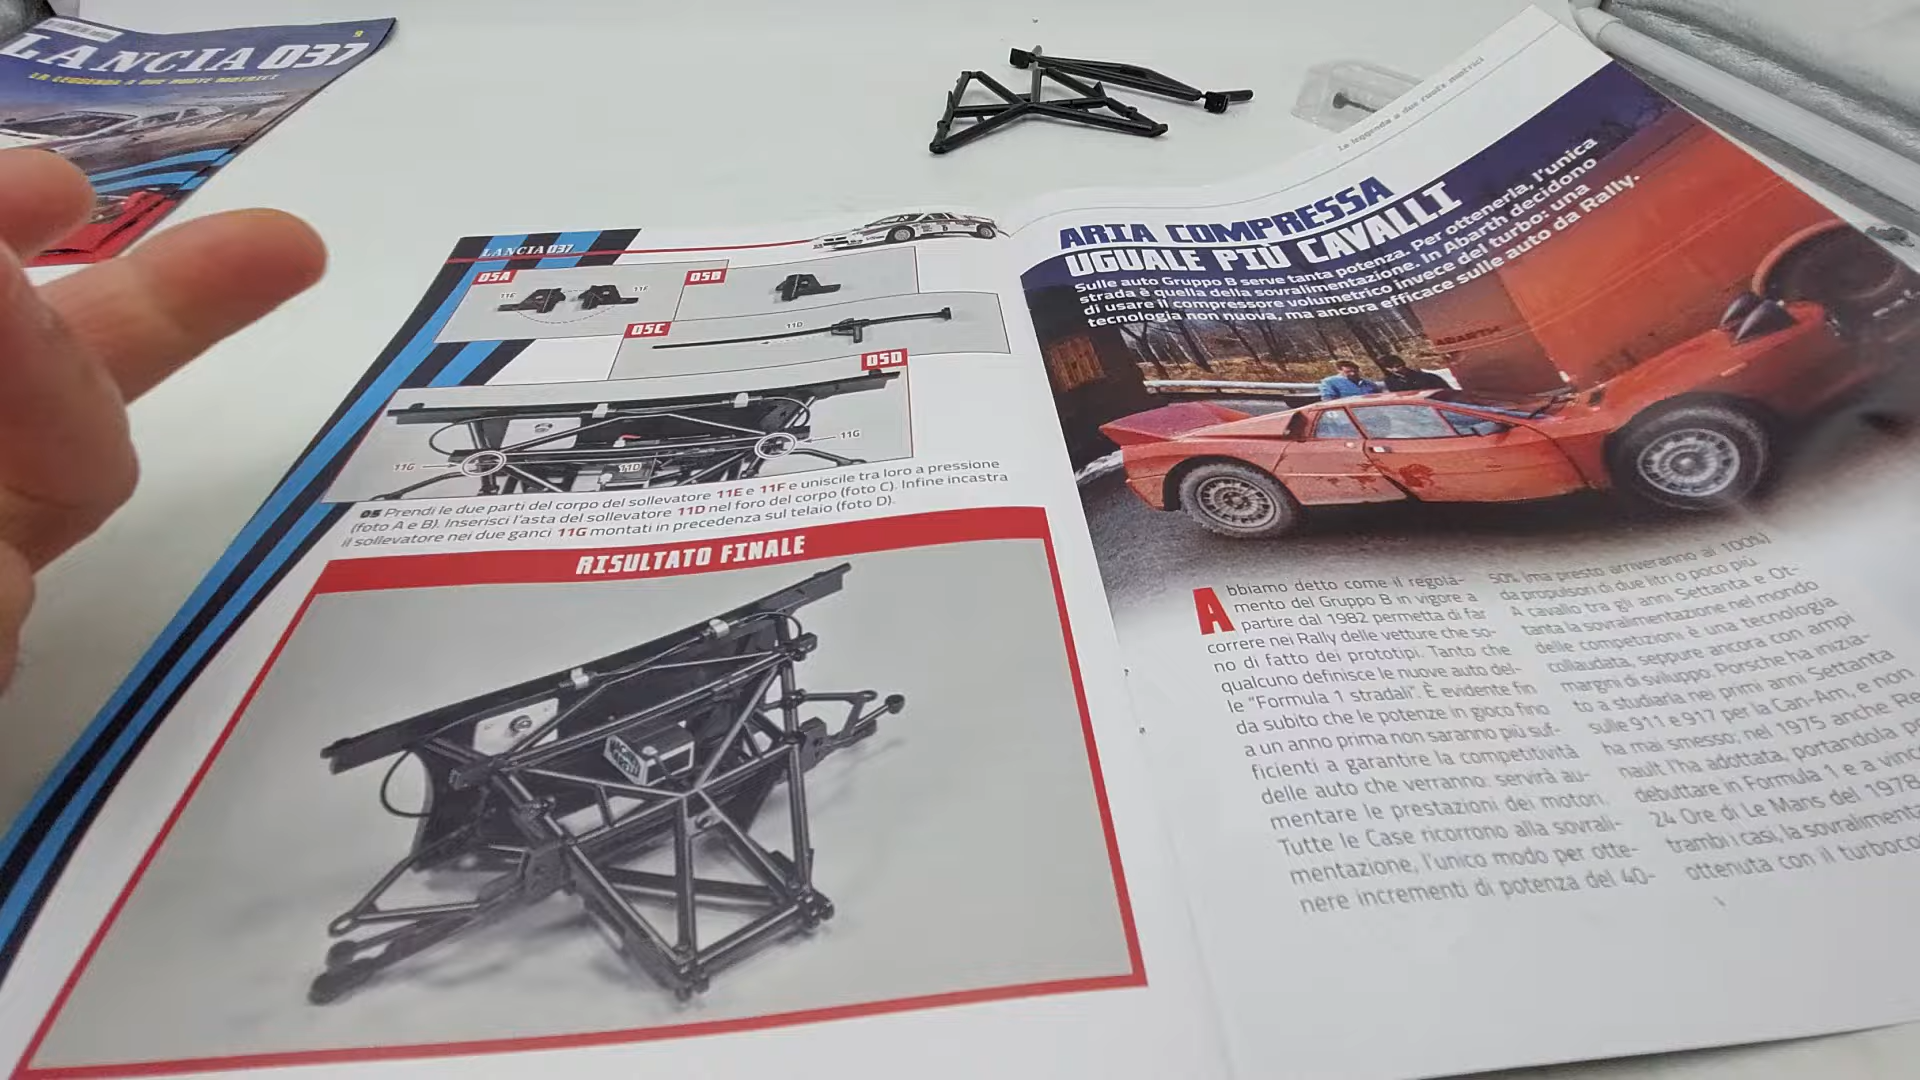 LANCIA 037
9
LA LEGGENDA A DUE RUOTE MOTRICI
LANCIA 037
05A
11E
11F
05B
05C
11D
05D
11G
11G
11D
05 Prendi le due parti del corpo del sollevatore 11E e 11F e uniscile tra loro a pressione
(foto A e B). Inserisci l'asta del sollevatore 11D nel foro del corpo (foto C). Infine incastra
il sollevatore nei due ganci 11G montati in precedenza sul telaio (foto D).
RISULTATO FINALE
La leggenda a due ruote motrici
ARIA COMPRESSA
UGUALE PIÙ CAVALLI
Sulle auto Gruppo B serve tanta potenza. Per ottenerla, l'unica
strada è quella della sovralimentazione. In Abarth decidono
di usare il compressore volumetrico invece del turbo: una
tecnologia non nuova, ma ancora efficace sulle auto da Rally.
ABARTH
Abbiamo detto come il regola-
mento del Gruppo B in vigore a
partire dal 1982 permetta di far
correre nei Rally delle vetture che so-
no di fatto dei prototipi. Tanto che
qualcuno definisce le nuove auto del-
le "Formula 1 stradali". È evidente fin
da subito che le potenze in gioco fino
a un anno prima non saranno più suf-
ficienti a garantire la competitività
delle auto che verranno: servirà au-
mentare le prestazioni dei motori.
Tutte le Case ricorrono alla sovrali-
mentazione, l'unico modo per otte-
nere incrementi di potenza del 40-
50% (ma presto arriveranno al 100%)
da propulsori di due litri o poco più.
A cavallo tra gli anni Settanta e Ot-
tanta la sovralimentazione nel mondo
delle competizioni è una tecnologia
collaudata, seppure ancora con ampi
margini di sviluppo. Porsche ha inizia-
to a studiarla nei primi anni Settanta
sulle 911 e 917 per la Can-Am, e non
ha mai smesso; nel 1975 anche Re
nault l'ha adottata, portandola
debuttare in Formula 1 e a
24 Ore di Le Mans del 1978
trambi i casi, la
ottenuta con il